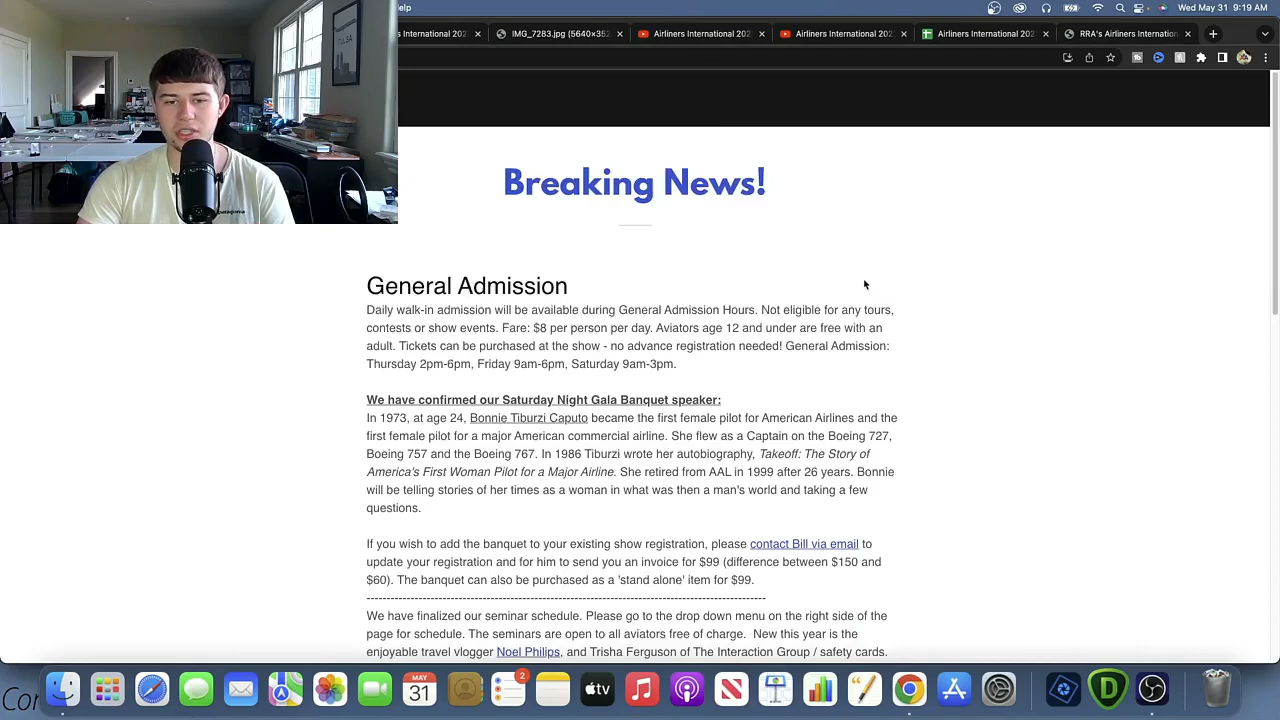 elp
Wed May 31 9:19 AM
s International 202
IMG_7283.jpg (5640×352
Airliners International 202
Airliners International 202
Airliners International 202
RRA's Airliners Internation
TULSA
patagonia
Breaking News!
General Admission
Daily walk-in admission will be available during General Admission Hours. Not eligible for any tours,
contests or show events. Fare: $8 per person per day. Aviators age 12 and under are free with an
adult. Tickets can be purchased at the show - no advance registration needed! General Admission:
Thursday 2pm-6pm, Friday 9am-6pm, Saturday 9am-3pm.
We have confirmed our Saturday Night Gala Banquet speaker:
In 1973, at age 24, Bonnie Tiburzi Caputo became the first female pilot for American Airlines and the
first female pilot for a major American commercial airline. She flew as a Captain on the Boeing 727,
Boeing 757 and the Boeing 767. In 1986 Tiburzi wrote her autobiography, Takeoff: The Story of
America's First Woman Pilot for a Major Airline. She retired from AAL in 1999 after 26 years. Bonnie
will be telling stories of her times as a woman in what was then a man's world and taking a few
questions.
If you wish to add the banquet to your existing show registration, please contact Bill via email to
update your registration and for him to send you an invoice for $99 (difference between $150 and
$60). The banquet can also be purchased as a 'stand alone' item for $99.
----------------------------------------------------------------------------------------------------
We have finalized our seminar schedule. Please go to the drop down menu on the right side of the
page for schedule. The seminars are open to all aviators free of charge.  New this year is the
enjoyable travel vlogger Noel Philips, and Trisha Ferguson of The Interaction Group / safety cards.
MAY
31
2
tv
D
Cor